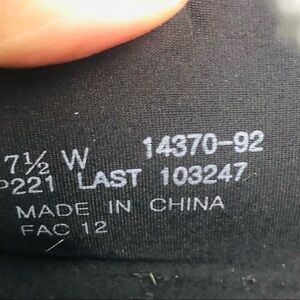 7½ W 14370-92
P221 LAST 103247
MADE IN CHINA
FAC 12